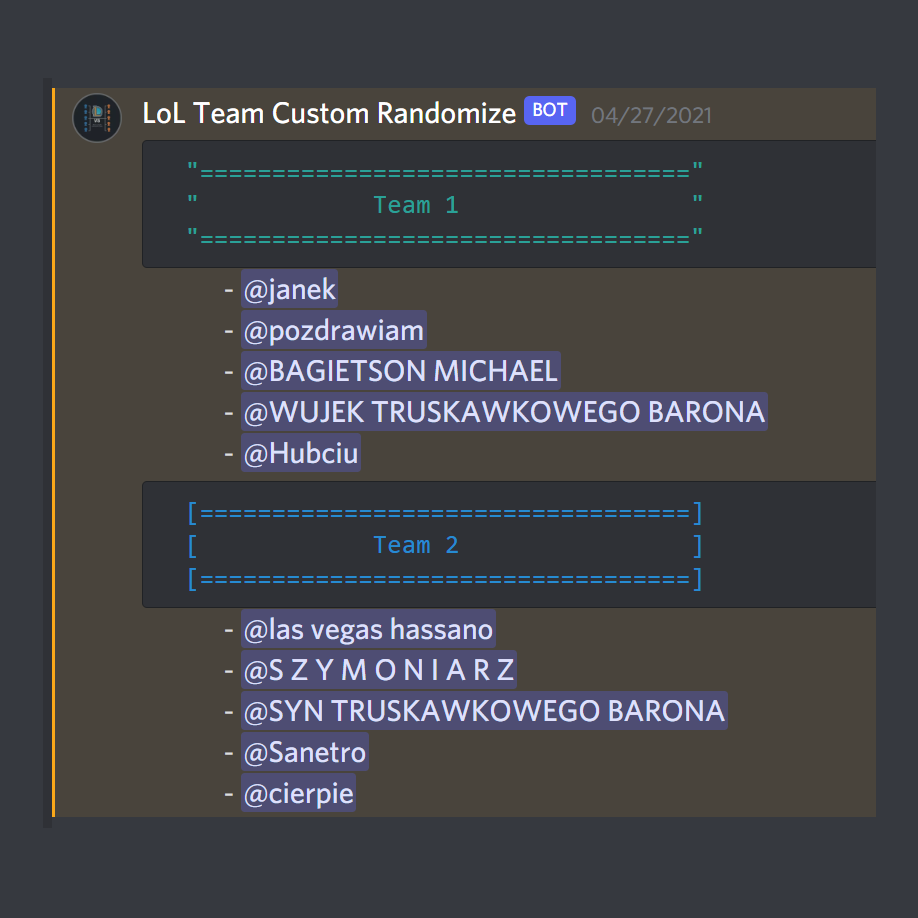 LoL Team Custom Randomize BOT 04/27/2021
"=================================="
" Team 1 "
"=================================="
- @janek
- @pozdrawiam
- @BAGIETSON MICHAEL
- @WUJEK TRUSKAWKOWEGO BARONA
- @Hubciu
[==================================]
[ Team 2 ]
[==================================]
- @las vegas hassano
- @S Z Y M O N I A R Z
- @SYN TRUSKAWKOWEGO BARONA
- @Sanetro
- @cierpie